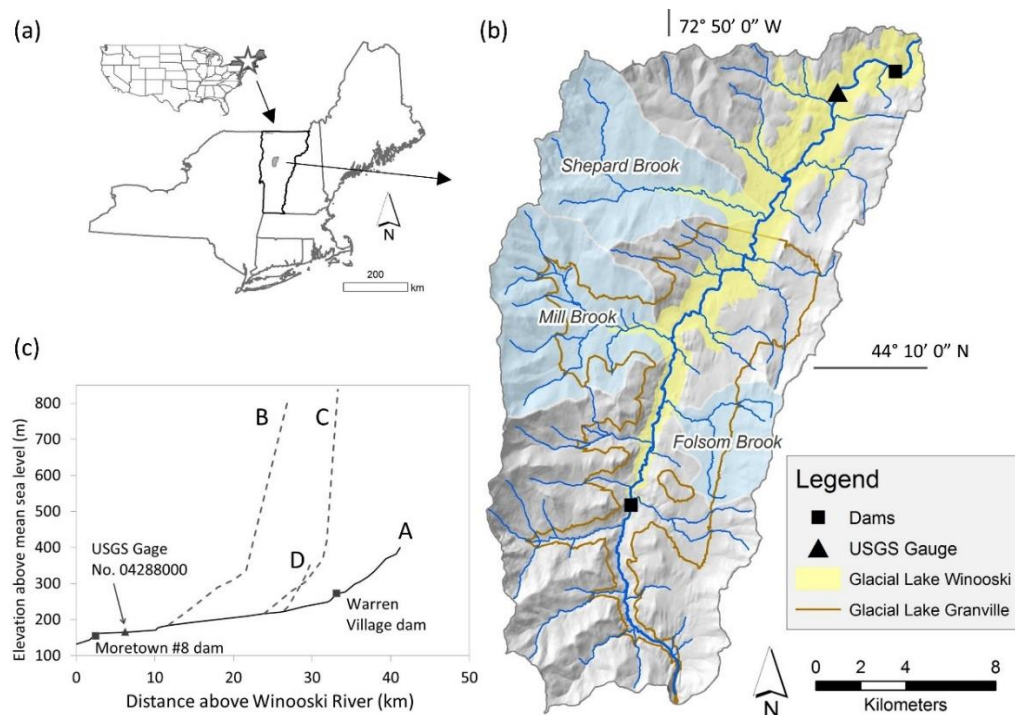 (a)
N
200
km
(b)
72° 50' 0" W
Shepard Brook
Mill Brook
44° 10' 0" N
Folsom Brook
Legend
Dams
USGS Gauge
Glacial Lake Winooski
Glacial Lake Granville
N
0 2 4 8
Kilometers
(c)
Elevation above mean sea level (m)
800
700
600
500
400
300
200
100
B
C
A
D
USGS Gage
No. 04288000
Moretown #8 dam
Warren
Village dam
0 10 20 30 40 50
Distance above Winooski River (km)